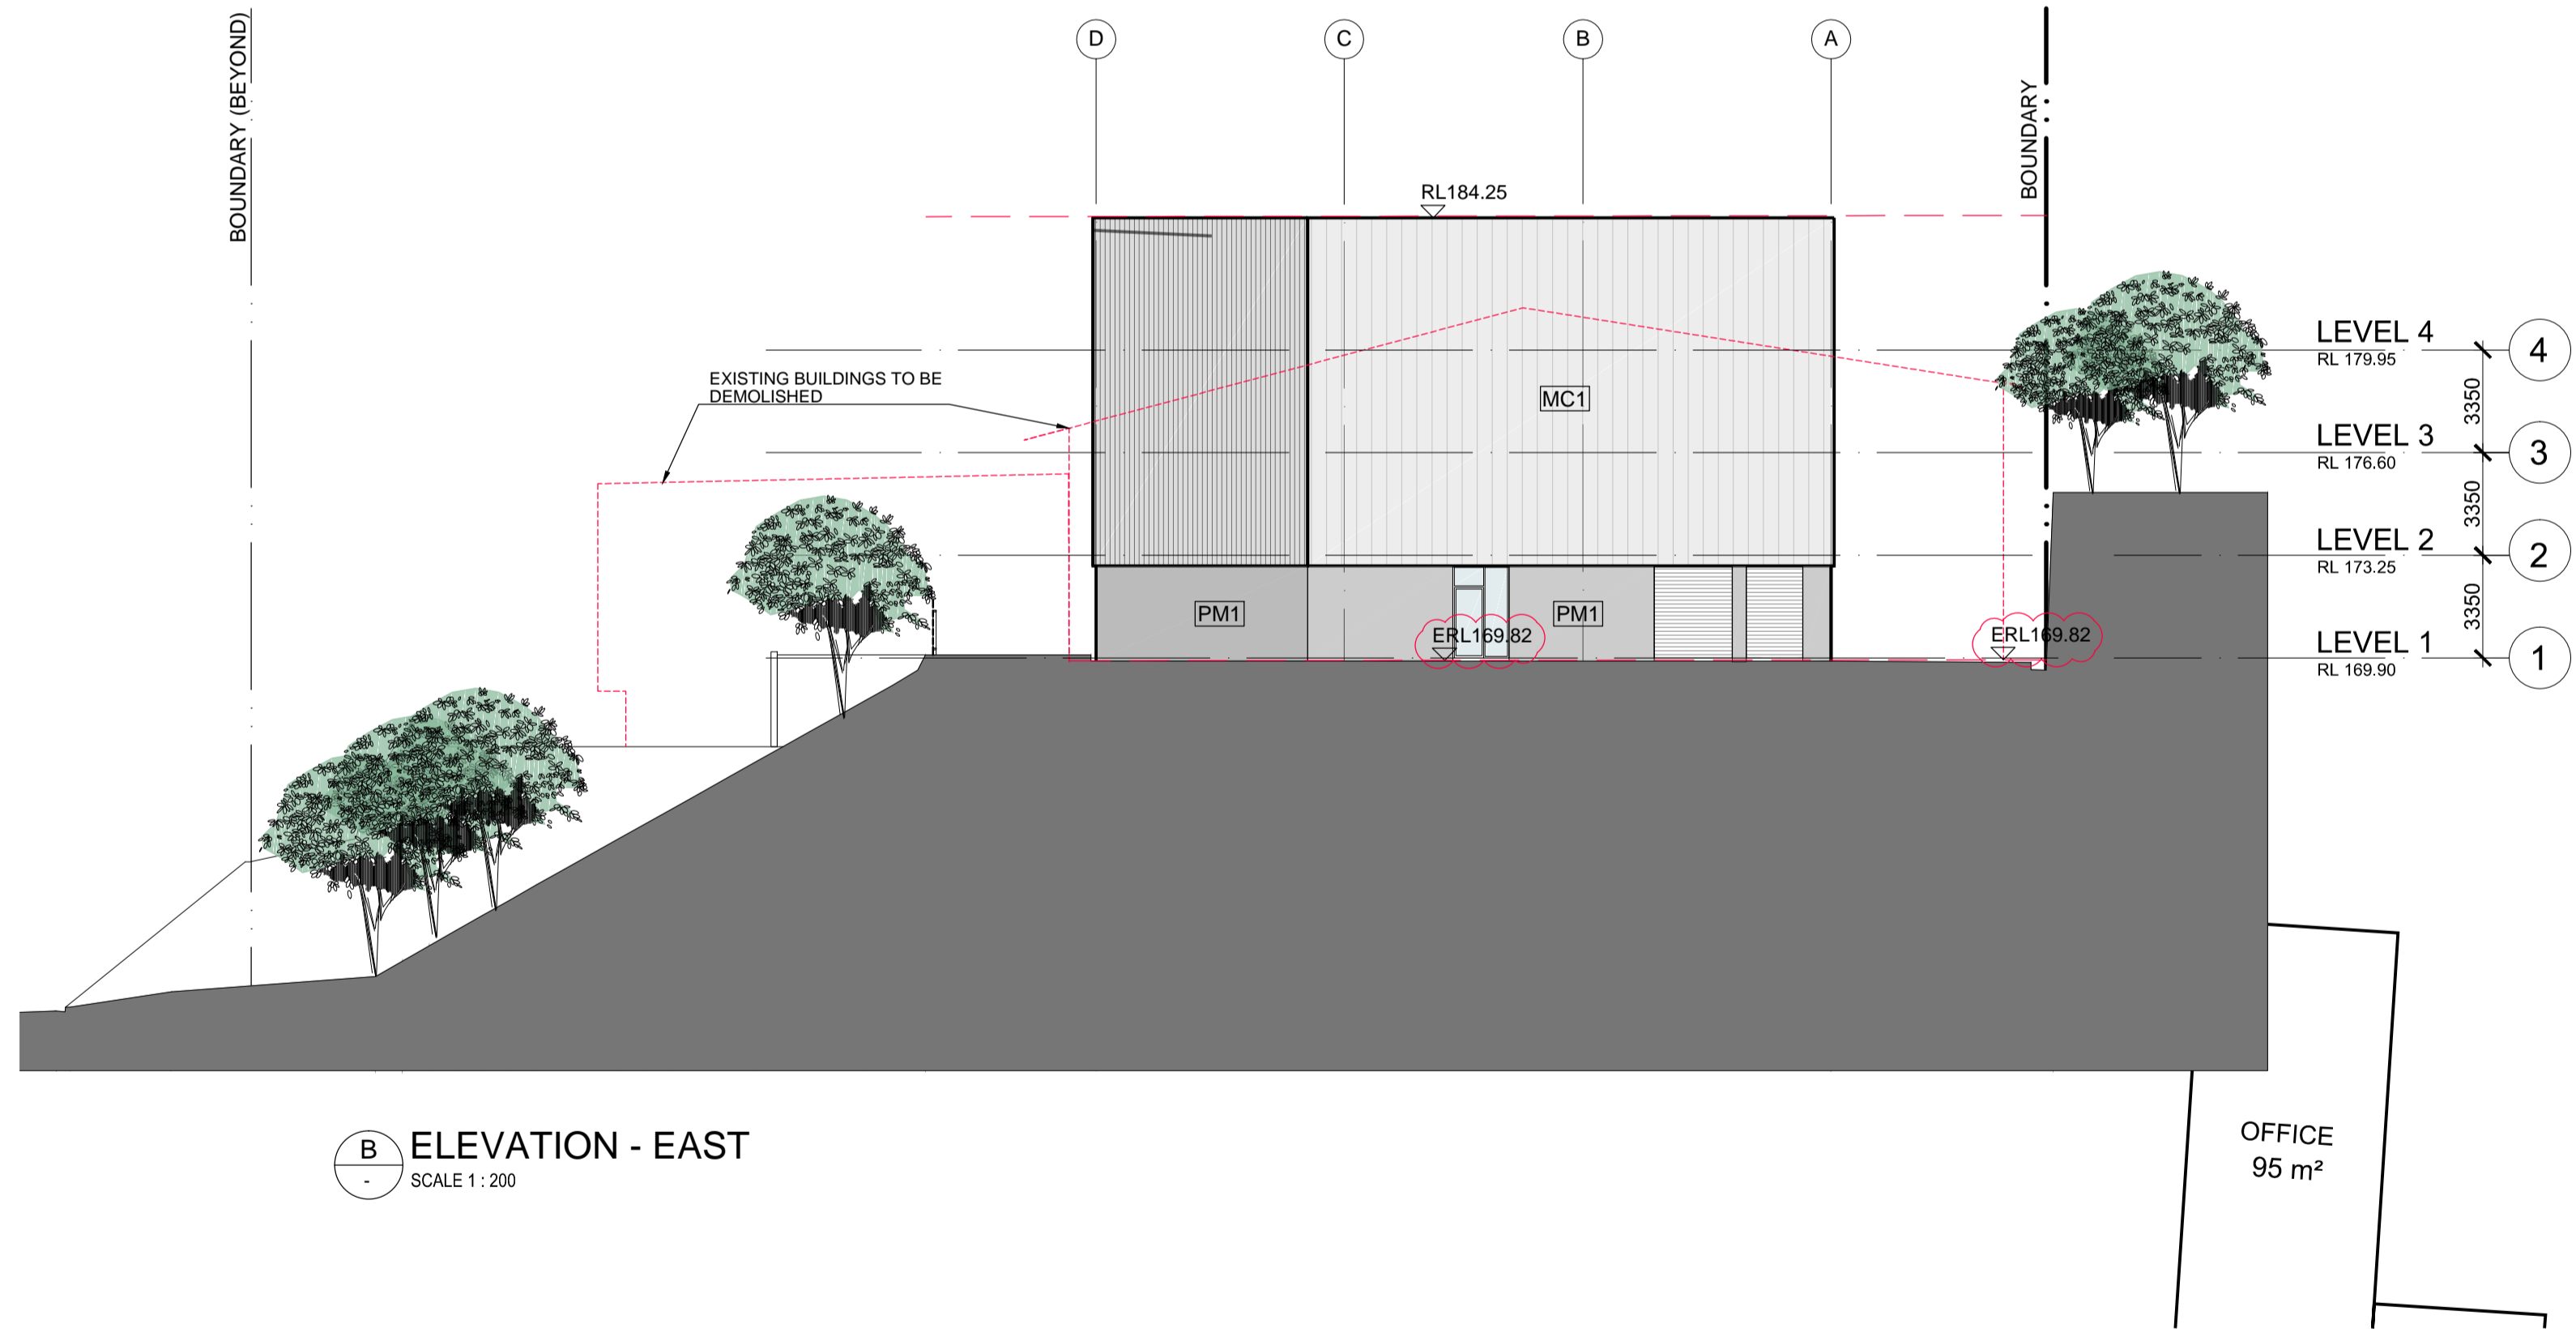 BOUNDARY (BEYOND)
D
C
B
A
BOUNDARY
RL184.25
LEVEL 4
RL 179.95
4
EXISTING BUILDINGS TO BE
DEMOLISHED
MC1
3350
LEVEL 3
RL 176.60
3
3350
LEVEL 2
RL 173.25
2
PM1
PM1
3350
ERL169.82
ERL169.82
LEVEL 1
RL 169.90
1
B
-
ELEVATION - EAST
SCALE 1 : 200
OFFICE
95 m²